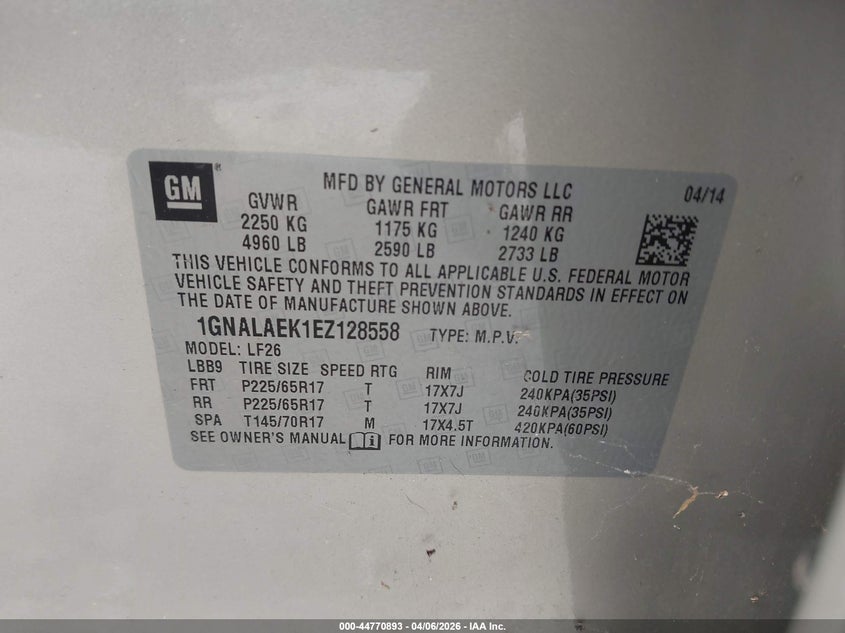 GM
MFD BY GENERAL MOTORS LLC 04/14
GVWR GAWR FRT GAWR RR
2250 KG 1175 KG 1240 KG
4960 LB 2590 LB 2733 LB
THIS VEHICLE CONFORMS TO ALL APPLICABLE U.S. FEDERAL MOTOR
VEHICLE SAFETY AND THEFT PREVENTION STANDARDS IN EFFECT ON
THE DATE OF MANUFACTURE SHOWN ABOVE.
1GNALAEK1EZ128558 TYPE: M.P.V.
MODEL: LF26
LBB9 TIRE SIZE SPEED RTG RIM COLD TIRE PRESSURE
FRT P225/65R17 T 17X7J 240KPA(35PSI)
RR P225/65R17 T 17X7J 240KPA(35PSI)
SPA T145/70R17 M 17X4.5T 420KPA(60PSI)
SEE OWNER'S MANUAL FOR MORE INFORMATION.
000-44770893 - 04/06/2026 - IAA Inc.